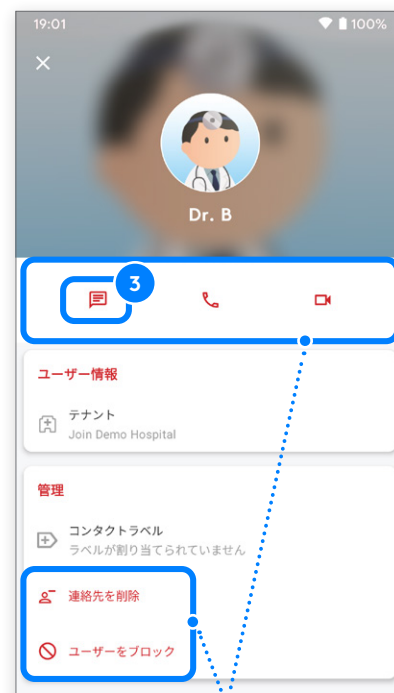 19:01
100%
Dr. B
3
ユーザー情報
テナント
Join Demo Hospital
管理
コンタクトラベル
ラベルが割り当てられていません
連絡先を削除
ユーザーをブロック